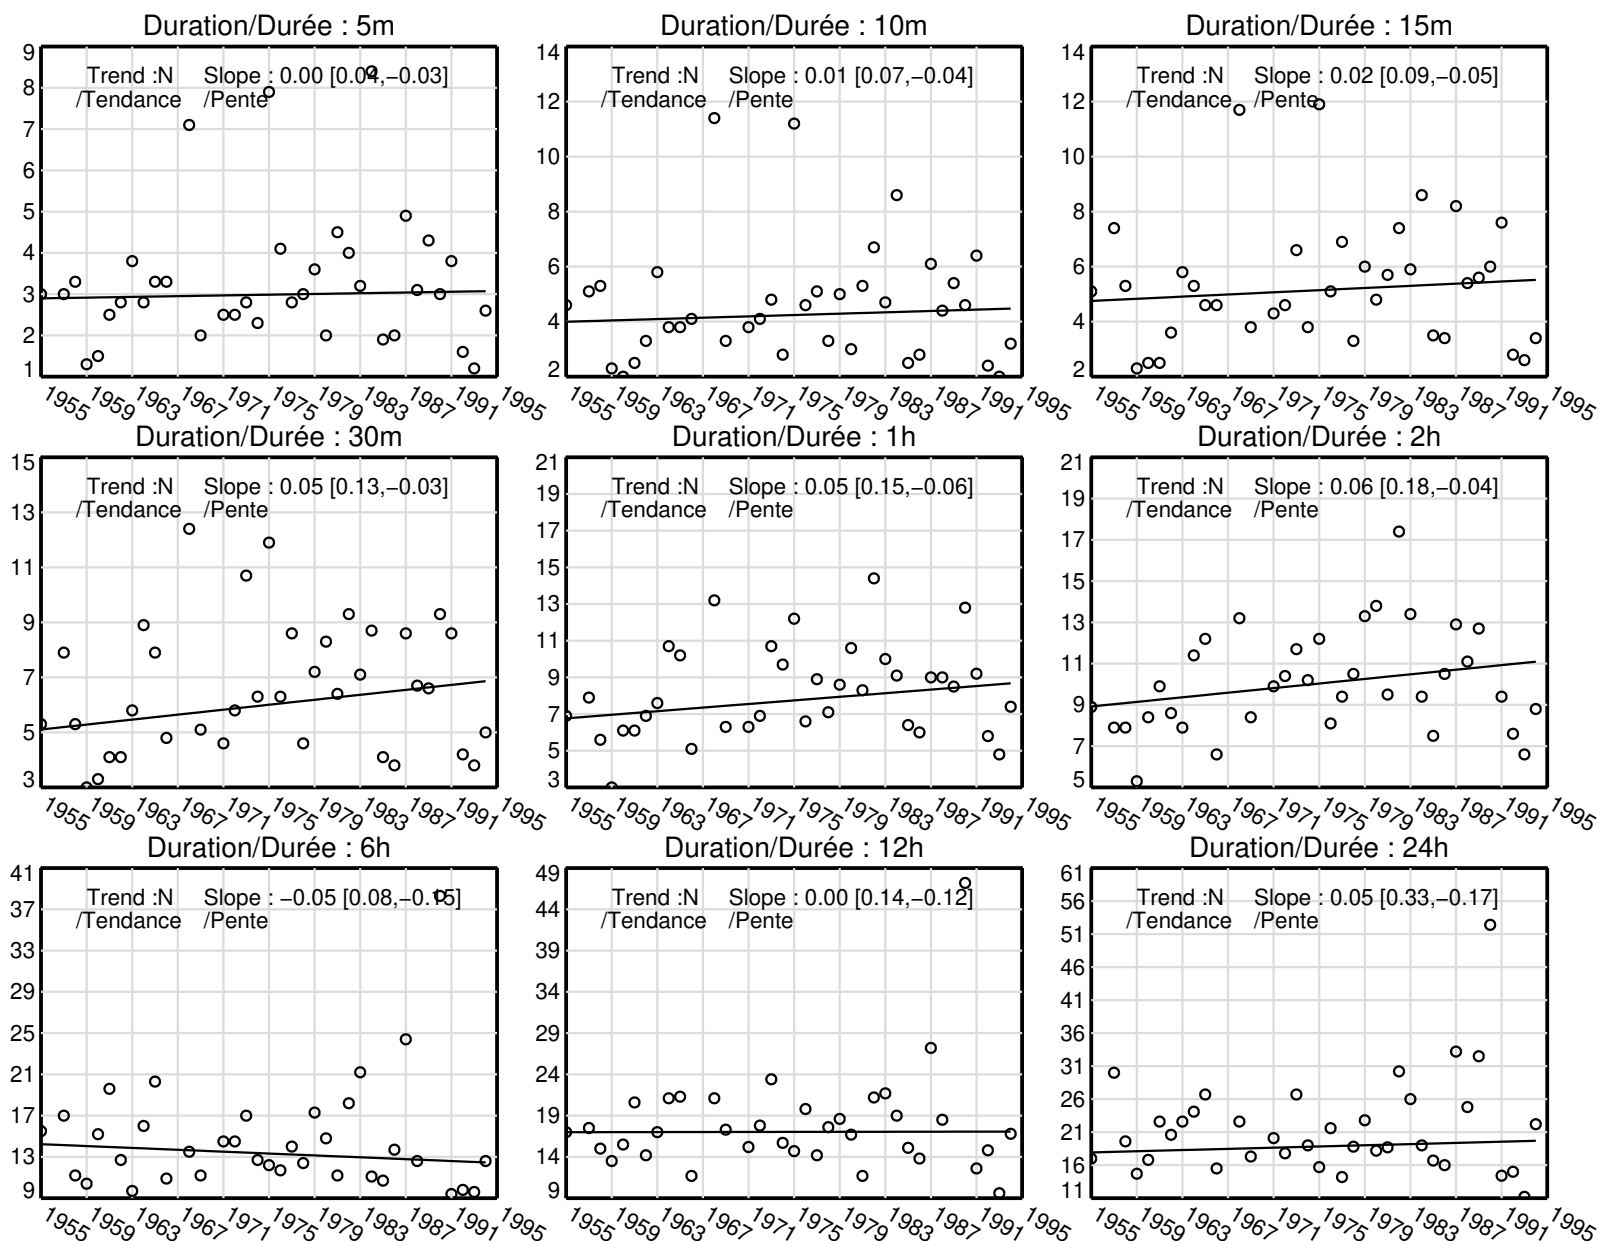 Duration/Durée : 5m
Trend :N Slope : 0.00 [0.04,−0.03]
/Tendance /Pente
9
8
7
6
5
4
3
2
1
1955 1959 1963 1967 1971 1975 1979 1983 1987 1991 1995
Duration/Durée : 10m
Trend :N Slope : 0.01 [0.07,−0.04]
/Tendance /Pente
14
12
10
8
6
4
2
1955 1959 1963 1967 1971 1975 1979 1983 1987 1991 1995
Duration/Durée : 15m
Trend :N Slope : 0.02 [0.09,−0.05]
/Tendance /Pente
14
12
10
8
6
4
2
1955 1959 1963 1967 1971 1975 1979 1983 1987 1991 1995
Duration/Durée : 30m
Trend :N Slope : 0.05 [0.13,−0.03]
/Tendance /Pente
15
13
11
9
7
5
3
1955 1959 1963 1967 1971 1975 1979 1983 1987 1991 1995
Duration/Durée : 1h
Trend :N Slope : 0.05 [0.15,−0.06]
/Tendance /Pente
21
19
17
15
13
11
9
7
5
3
1955 1959 1963 1967 1971 1975 1979 1983 1987 1991 1995
Duration/Durée : 2h
Trend :N Slope : 0.06 [0.18,−0.04]
/Tendance /Pente
21
19
17
15
13
11
9
7
5
1955 1959 1963 1967 1971 1975 1979 1983 1987 1991 1995
Duration/Durée : 6h
Trend :N Slope : −0.05 [0.08,−0.15]
/Tendance /Pente
41
37
33
29
25
21
17
13
9
1955 1959 1963 1967 1971 1975 1979 1983 1987 1991 1995
Duration/Durée : 12h
Trend :N Slope : 0.00 [0.14,−0.12]
/Tendance /Pente
49
44
39
34
29
24
19
14
9
1955 1959 1963 1967 1971 1975 1979 1983 1987 1991 1995
Duration/Durée : 24h
Trend :N Slope : 0.05 [0.33,−0.17]
/Tendance /Pente
61
56
51
46
41
36
31
26
21
16
11
1955 1959 1963 1967 1971 1975 1979 1983 1987 1991 1995